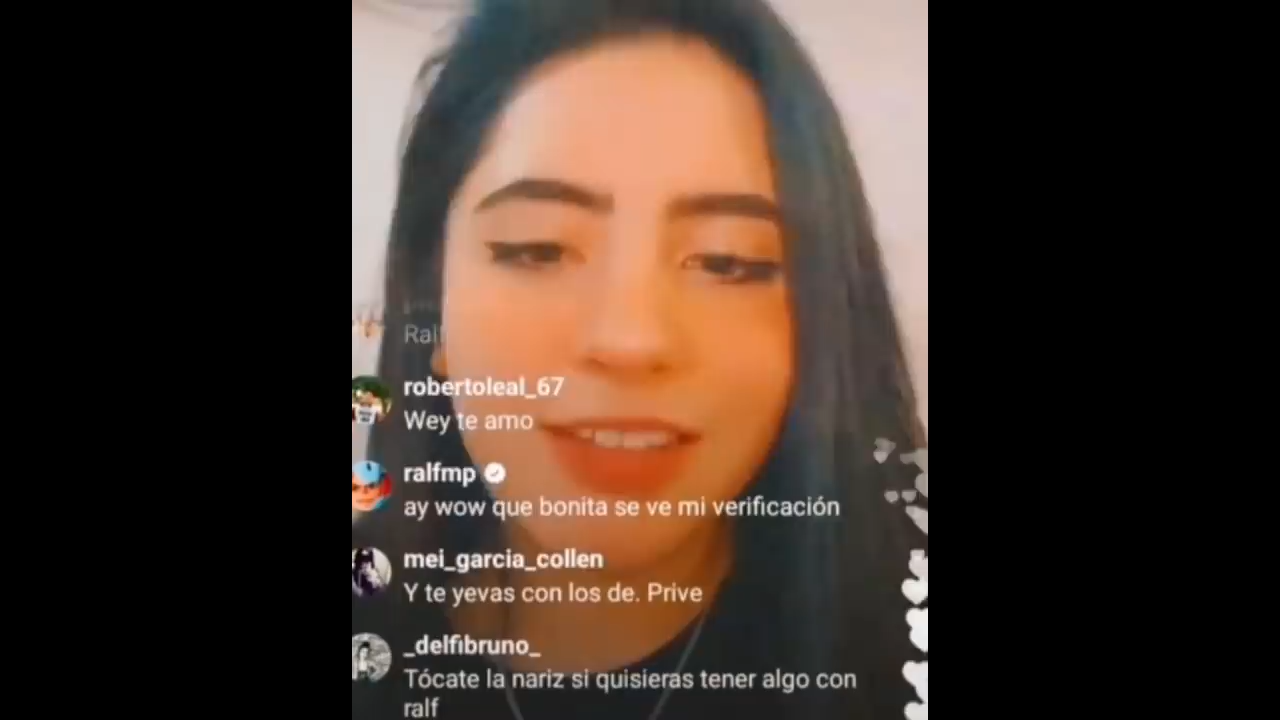 Ralf
robertoleal_67
Wey te amo
ralfmp
ay wow que bonita se ve mi verificación
mei_garcia_collen
Y te yevas con los de. Prive
_delfibruno_
Tócate la nariz si quisieras tener algo con
ralf